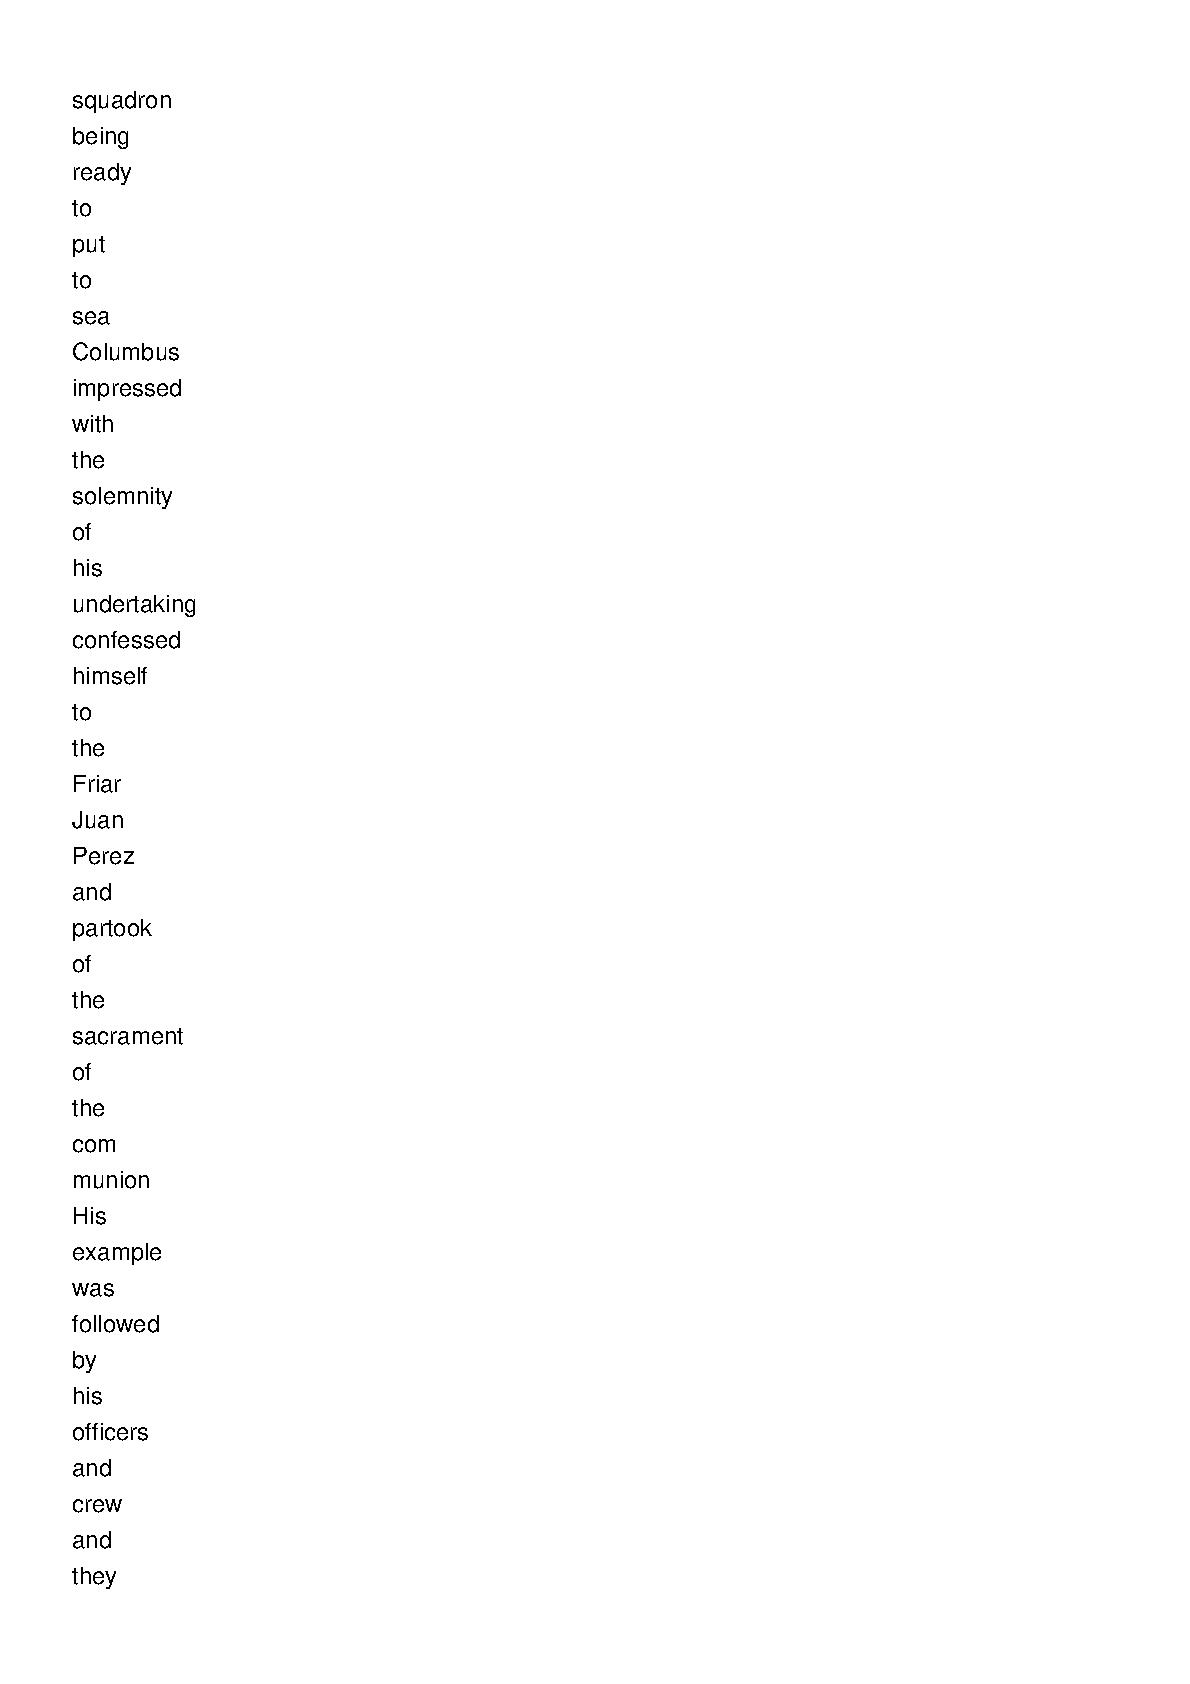 squadron
being
ready
to
put
to
sea
Columbus
impressed
with
the
solemnity
of
his
undertaking
confessed
himself
to
the
Friar
Juan
Perez
and
partook
of
the
sacrament
of
the
com
munion
His
example
was
followed
by
his
officers
and
crew
and
they